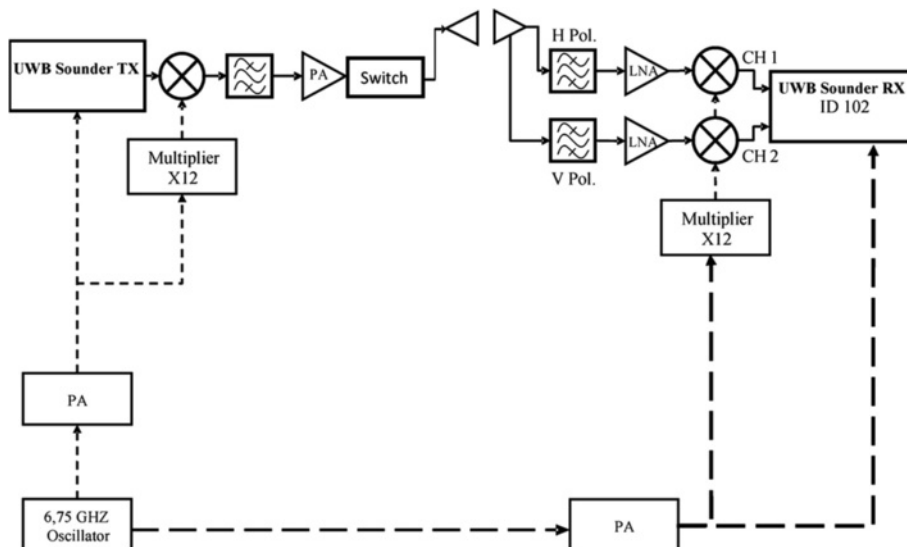 UWB Sounder TX
PA
Switch
H Pol.
LNA
CH 1
UWB Sounder RX
ID 102
Multiplier
X12
V Pol.
LNA
CH 2
Multiplier
X12
PA
6,75 GHZ
Oscillator
PA